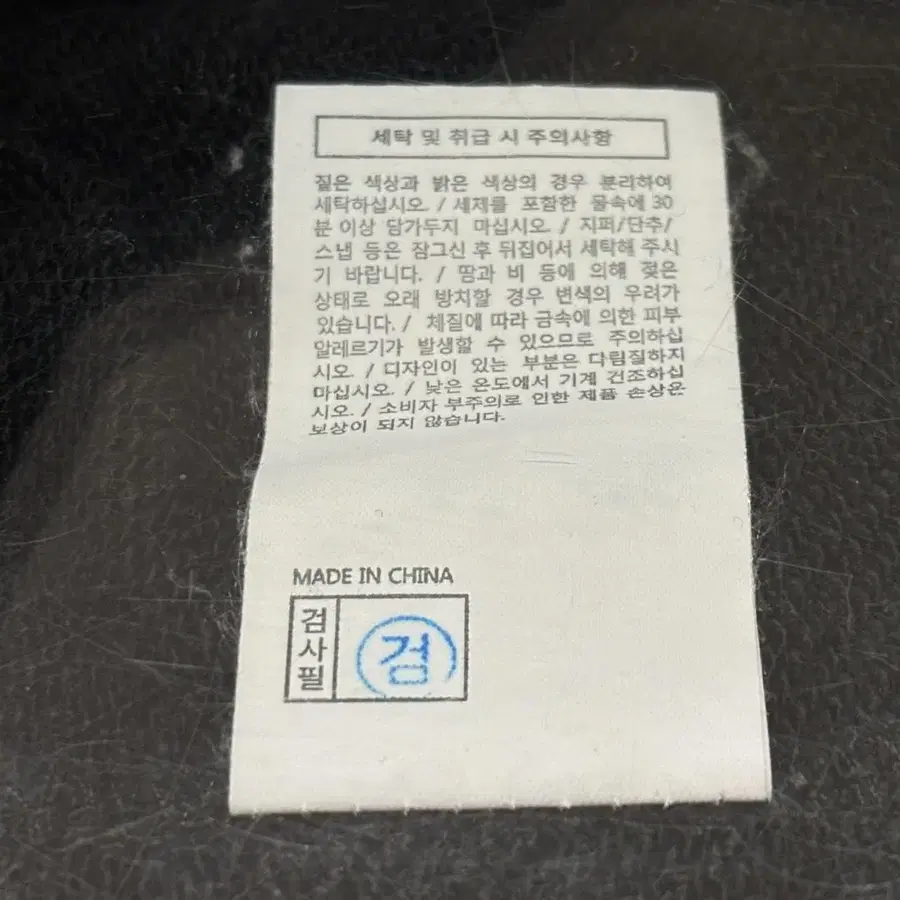 세탁 및 취급 시 주의사항
짙은 색상과 밝은 색상의 경우 분리하여
세탁하십시오. / 세제를 포함한 물속에 30
분 이상 담가두지 마십시오. / 지퍼/단추/
스냅 등은 잠그신 후 뒤집어서 세탁해 주시
기 바랍니다. / 땀과 비 등에 의해 젖은
상태로 오래 방치할 경우 변색의 우려가
있습니다. / 체질에 따라 금속에 의한 피부
알레르기가 발생할 수 있으므로 주의하십
시오. / 디자인이 있는 부분은 다림질하지
마십시오. / 낮은 온도에서 기계 건조하십
시오. / 소비자 부주의로 인한 제품 손상은
보상이 되지 않습니다.
MADE IN CHINA
검사필
검